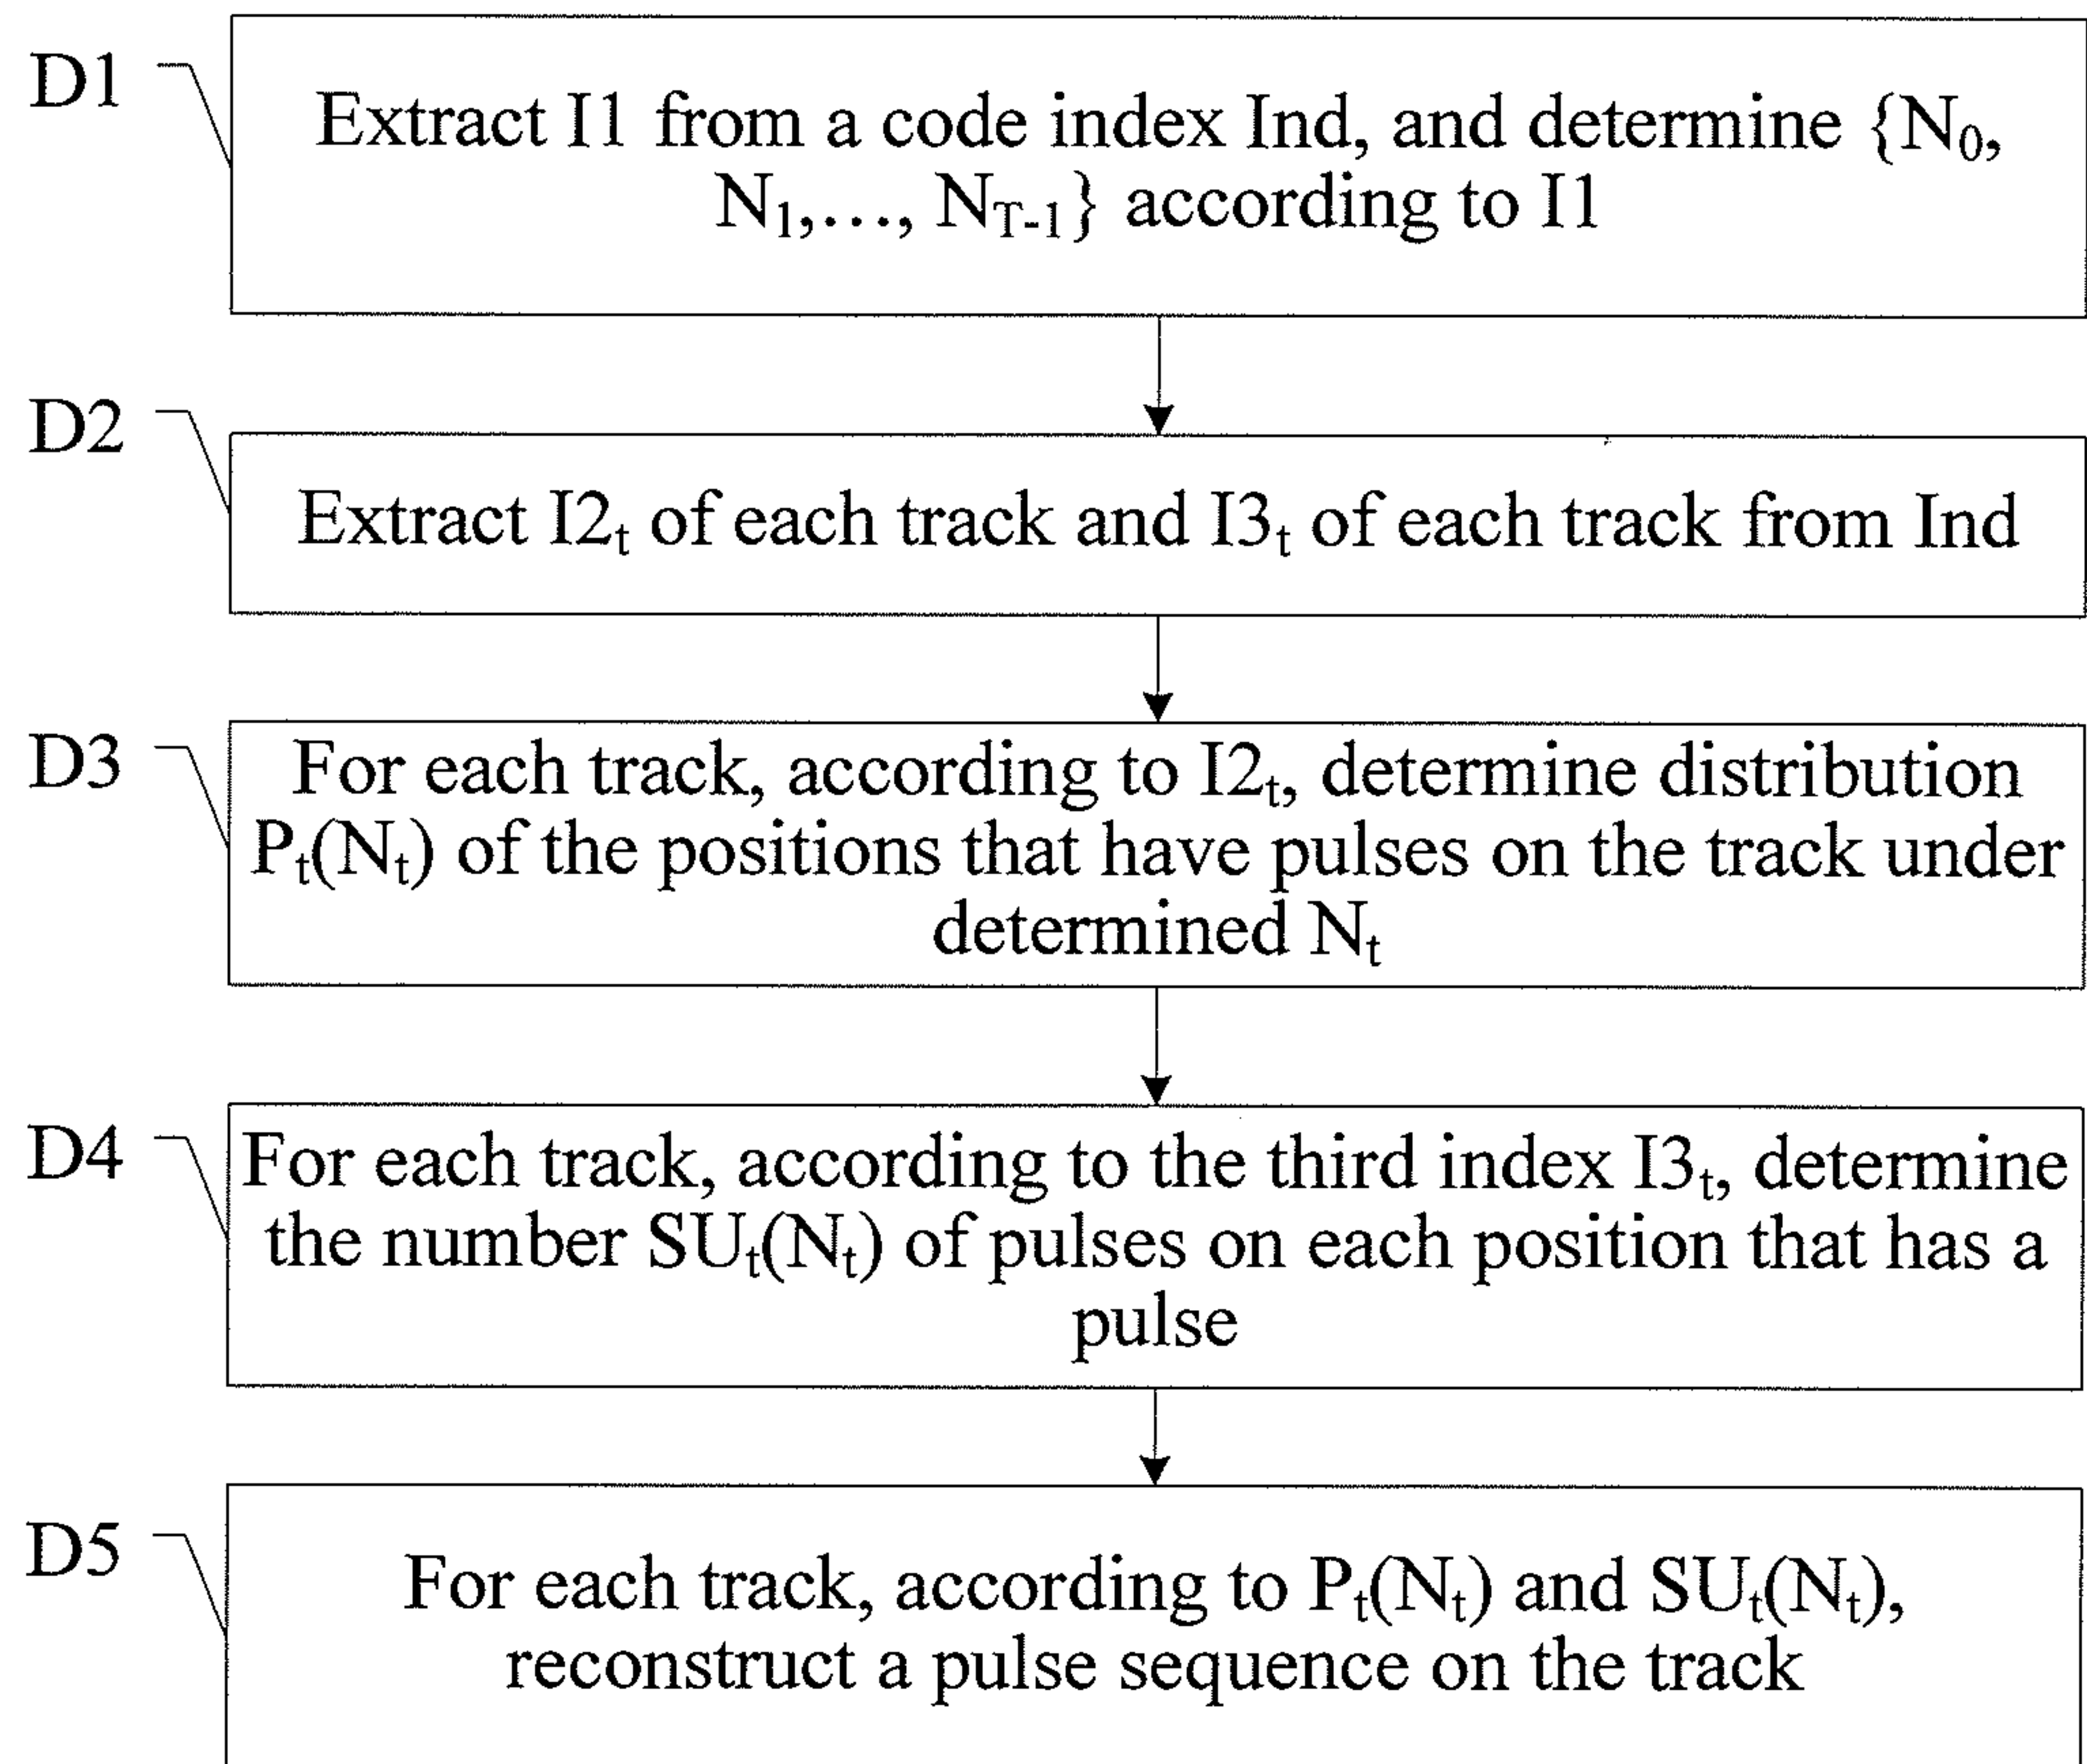 D1
Extract I1 from a code index Ind, and determine {N₀,
N₁,..., N_T-1} according to I1
D2
Extract I2ₜ of each track and I3ₜ of each track from Ind
D3
For each track, according to I2ₜ, determine distribution
Pₜ(Nₜ) of the positions that have pulses on the track under
determined Nₜ
D4
For each track, according to the third index I3ₜ, determine
the number SUₜ(Nₜ) of pulses on each position that has a
pulse
D5
For each track, according to Pₜ(Nₜ) and SUₜ(Nₜ),
reconstruct a pulse sequence on the track